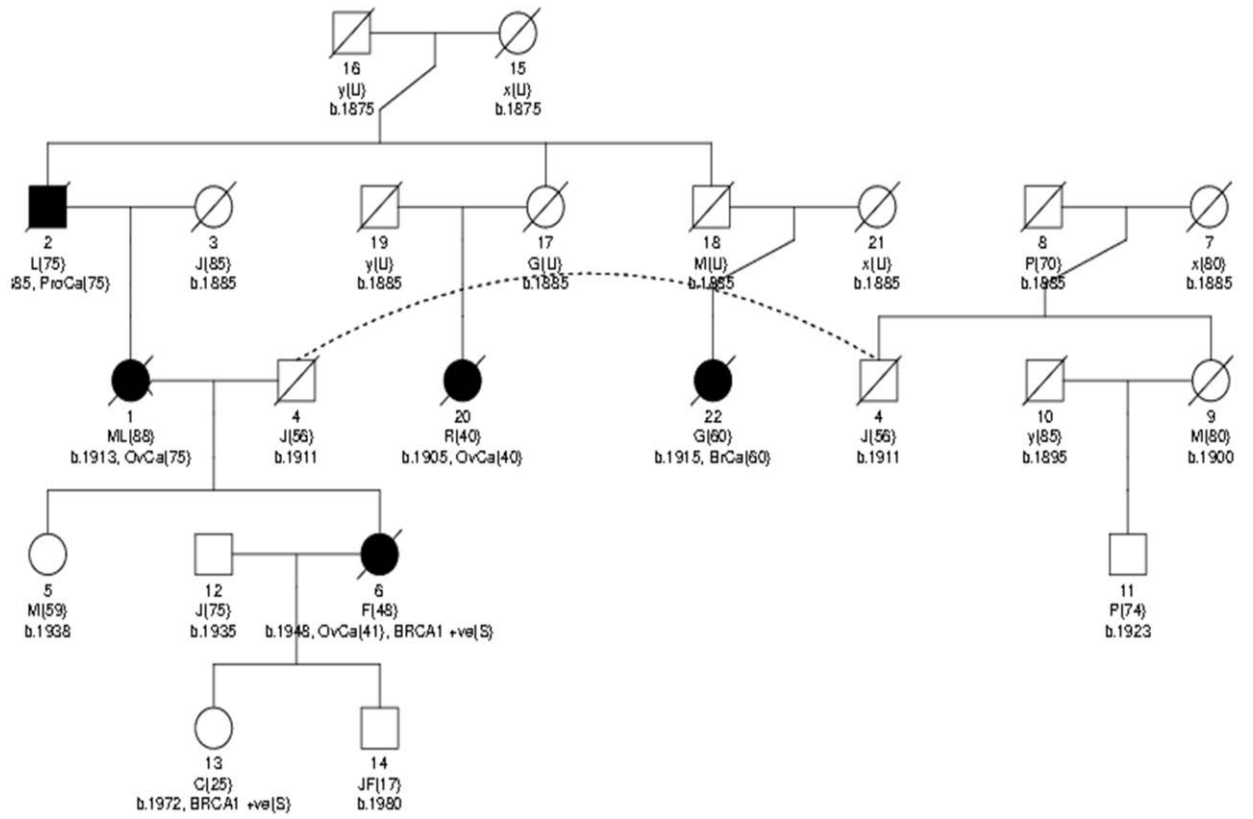 16
y(U)
b.1875
15
x(U)
b.1875
2
L(75)
:85, ProCa(75)
3
J(85)
b.1885
19
y(U)
b.1885
17
G(U)
b.1885
18
M(U)
b.1885
21
x(U)
b.1885
8
P(70)
b.1885
7
x(80)
b.1885
1
ML(88)
b.1913, OvCa(75)
4
J(56)
b.1911
20
R(40)
b.1905, OvCa(40)
22
G(60)
b.1915, BrCa(60)
4
J(56)
b.1911
10
y(85)
b.1895
9
M(80)
b.1900
5
M(59)
b.1938
12
J(75)
b.1935
6
F(48)
b.1948, OvCa(41), BRCA1 +ve(S)
11
P(74)
b.1923
13
C(25)
b.1972, BRCA1 +ve(S)
14
JF(17)
b.1980